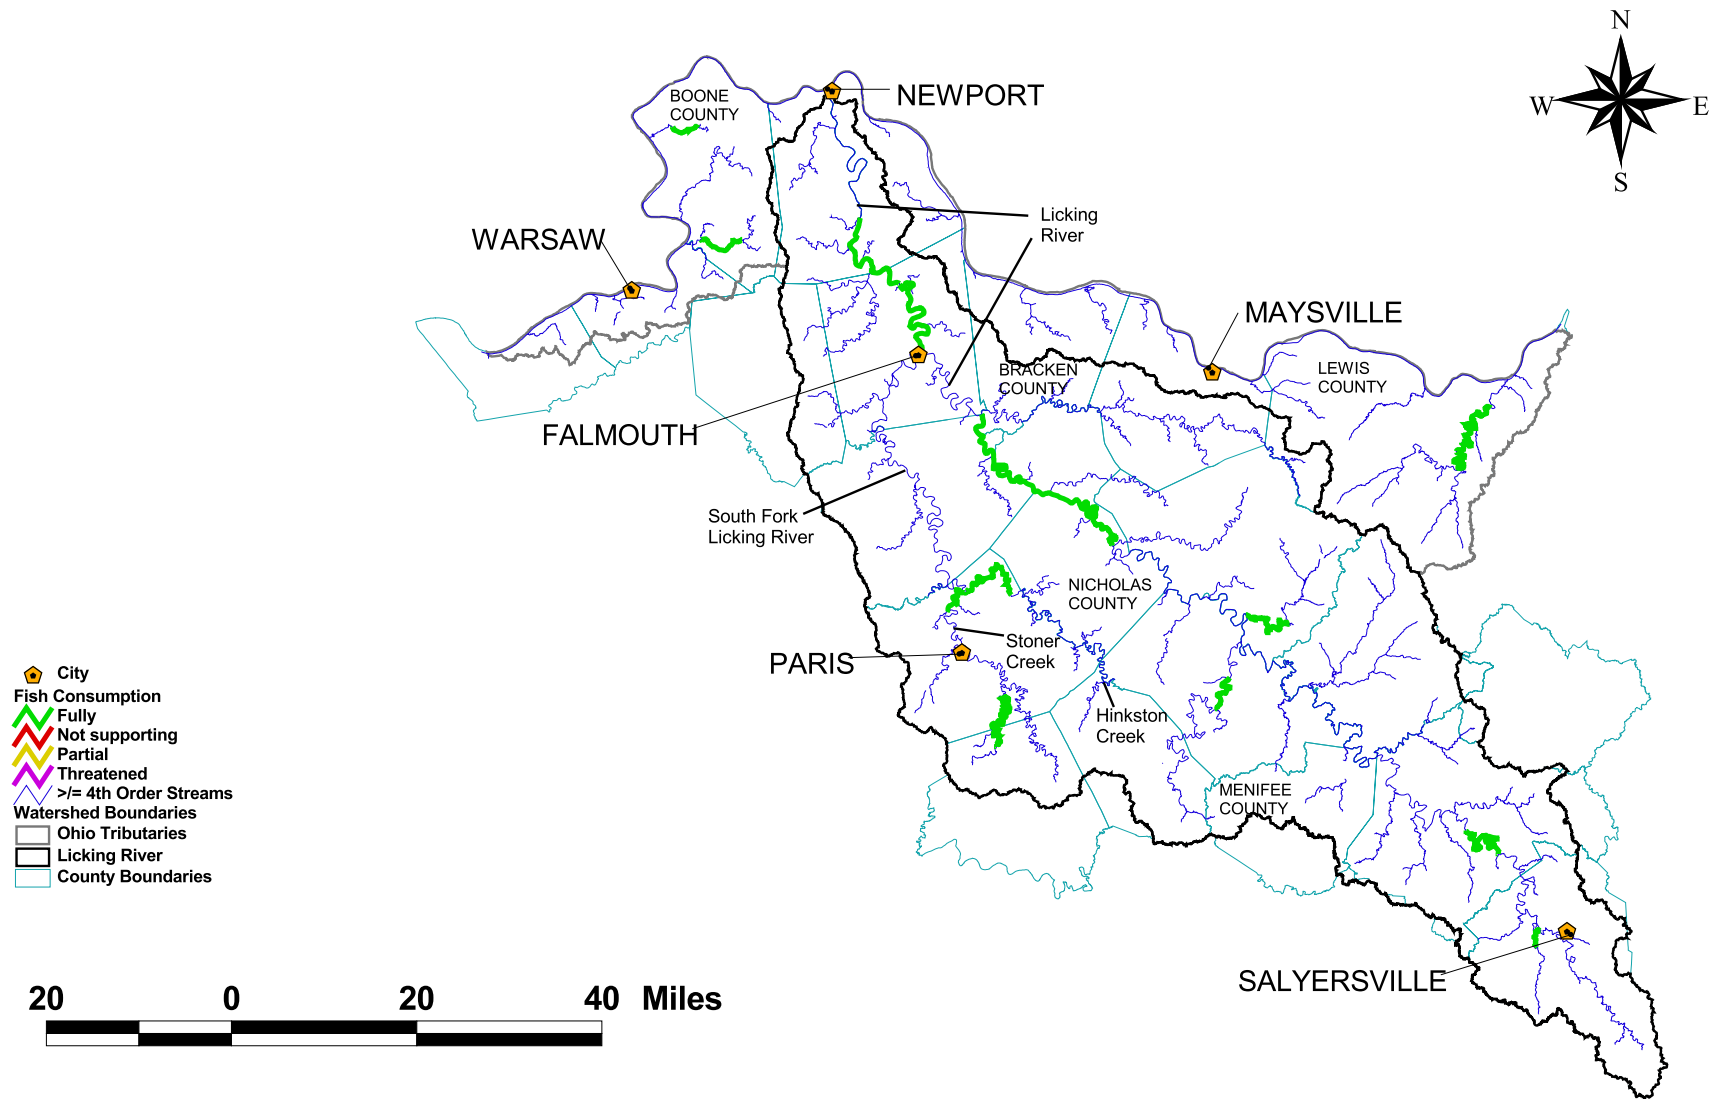 N
W
E
S
BOONE
COUNTY
NEWPORT
Licking
River
WARSAW
MAYSVILLE
BRACKEN
COUNTY
LEWIS
COUNTY
FALMOUTH
South Fork
Licking River
NICHOLAS
COUNTY
Stoner
Creek
PARIS
Hinkston
Creek
MENIFEE
COUNTY
SALYERSVILLE
City
Fish Consumption
Fully
Not supporting
Partial
Threatened
>/= 4th Order Streams
Watershed Boundaries
Ohio Tributaries
Licking River
County Boundaries
20 0 20 40 Miles